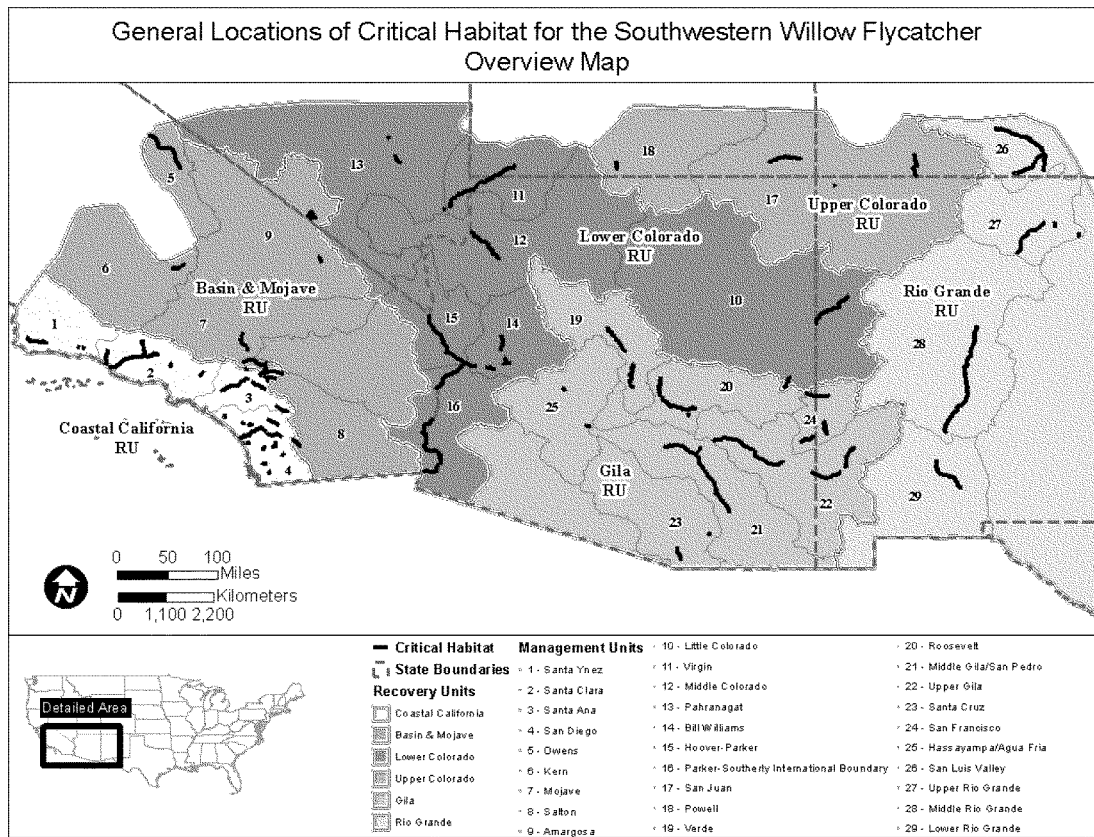 General Locations of Critical Habitat for the Southwestern Willow Flycatcher
Overview Map
26
18
13
5
11
17
Upper Colorado
RU
27
9
12
Lower Colorado
RU
6
10
Rio Grande
RU
Basin & Mojave
RU
1
7
15
14
19
28
2
20
3
16
25
24
Coastal California
RU
8
4
Gila
RU
22
29
23
21
0 50 100
Miles
Kilometers
0 1,100 2,200
N
Detailed Area
Critical Habitat
State Boundaries
Recovery Units
Coastal California
Basin & Mojave
Lower Colorado
Upper Colorado
Gila
Rio Grande
Management Units
1 - Santa Ynez
2 - Santa Clara
3 - Santa Ana
4 - San Diego
5 - Owens
6 - Kern
7 - Mojave
8 - Salton
9 - Amargosa
10 - Little Colorado
11 - Virgin
12 - Middle Colorado
13 - Pahranagat
14 - Bill Williams
15 - Hoover-Parker
16 - Parker-Southerly International Boundary
17 - San Juan
18 - Powell
19 - Verde
20 - Roosevelt
21 - Middle Gila/San Pedro
22 - Upper Gila
23 - Santa Cruz
24 - San Francisco
25 - Hassayampa/Agua Fria
26 - San Luis Valley
27 - Upper Rio Grande
28 - Middle Rio Grande
29 - Lower Rio Grande